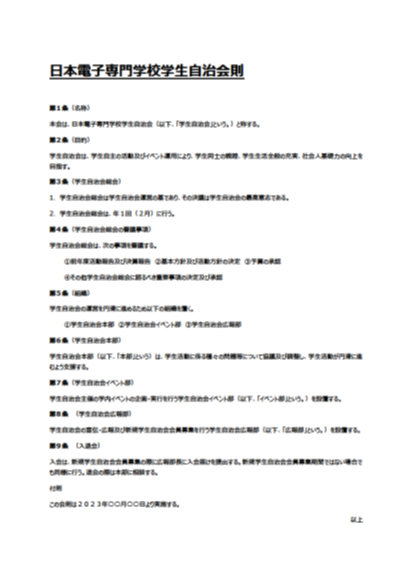 日本電子専門学校学生自治会則
第1条（名称）
本会は、日本電子専門学校学生自治会（以下、「学生自治会」という。）と称する。
第2条（目的）
学生自治会は、学生自主の活動及びイベント運用により、学生同士の親睦、学生生活全般の充実、社会人基礎力の向上を
目指す。
第3条（学生自治会総会）
1. 学生自治会総会は学生自治会運営の基であり、その決議は学生自治会の最高意志である。
2. 学生自治会総会は、年1回（2月）に行う。
第4条（学生自治会総会の審議事項）
学生自治会総会は、次の事項を審議する。
①前年度活動報告及び決算報告 ②基本方針及び活動方針の決定 ③予算の承認
④その他学生自治会総会に図るべき重要事項の決定及び承認
第5条（組織）
学生自治会の運営を円滑に進めるため以下の組織を置く。
①学生自治会本部 ②学生自治会イベント部 ③学生自治会広報部
第6条（学生自治会本部）
学生自治会本部（以下、「本部」という）は、学生活動に係る種々の問題等について協議及び調整し、学生活動が円滑に進
むよう支援する。
第7条（学生自治会イベント部）
学生自治会主催の学内イベントの企画・実行を行う学生自治会イベント部（以下、「イベント部」という。）を設置する。
第8条 （学生自治会広報部）
学生自治会の宣伝・広報及び新規学生自治会会員募集を行う学生自治会広報部（以下、「広報部」という。）を設置する。
第9条 （入退会）
入会は、新規学生自治会会員募集の際に広報部長に入会届けを提出する。新規学生自治会会員募集期間ではない場合で
も同様に行う。退会の際は本部に相談する。
付則
この会則は2023年〇〇月〇〇日より実施する。
以上